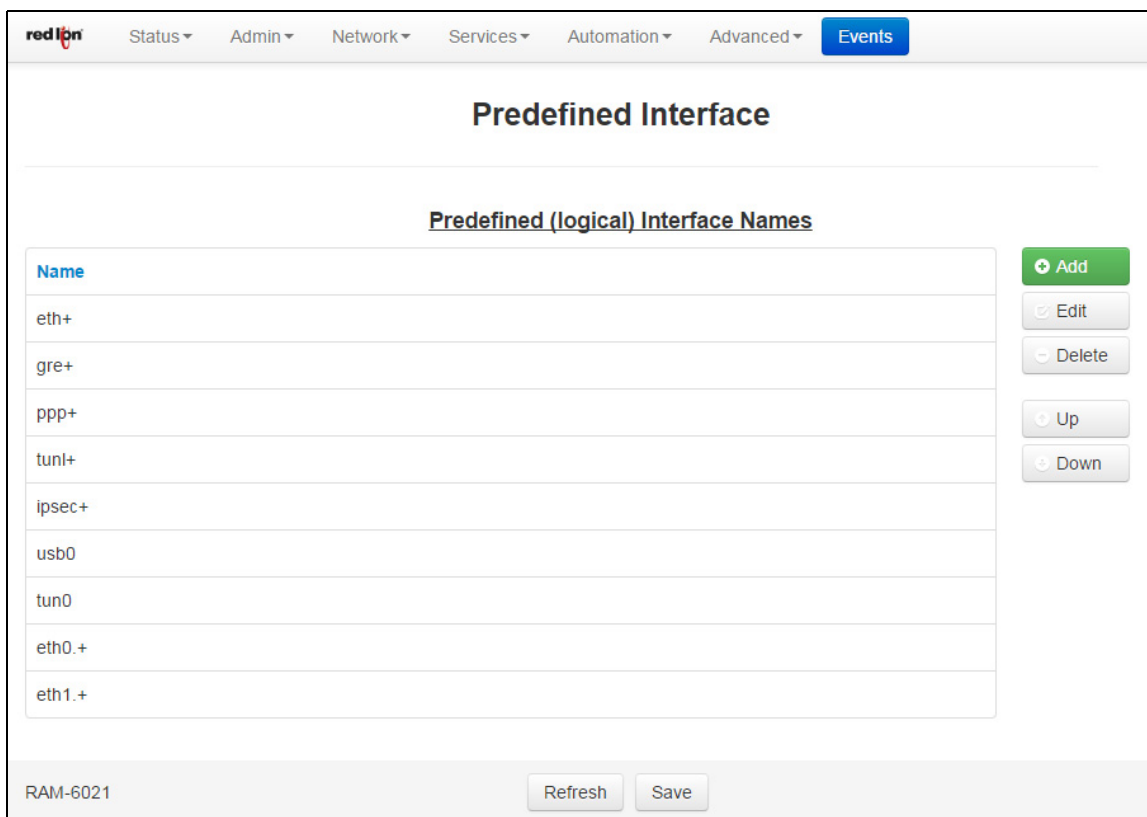 red lion Status Admin Network Services Automation Advanced Events
Predefined Interface
Predefined (logical) Interface Names
Name
eth+
gre+
ppp+
tunl+
ipsec+
usb0
tun0
eth0.+
eth1.+
Add
Edit
Delete
Up
Down
RAM-6021 Refresh Save